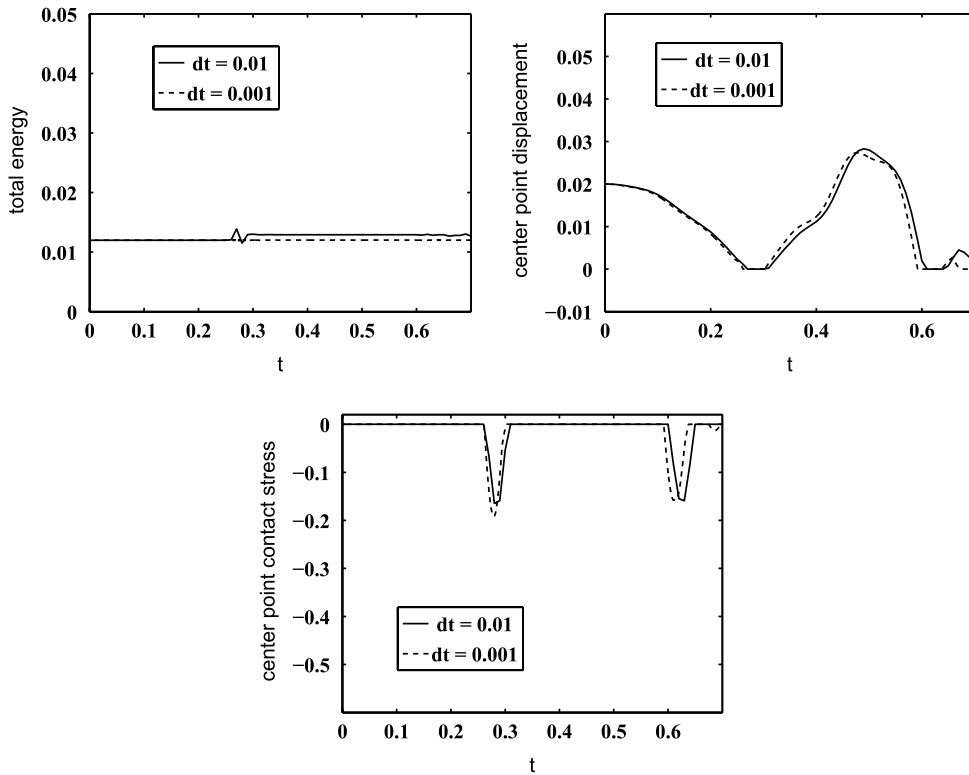 0.05
0.04
0.03
0.02
0.01
0
total energy
dt = 0.01
dt = 0.001
0 0.1 0.2 0.3 0.4 0.5 0.6
t
0.05
0.04
0.03
0.02
0.01
0
−0.01
center point displacement
dt = 0.01
dt = 0.001
0 0.2 0.4 0.6
t
0
−0.1
−0.2
−0.3
−0.4
−0.5
center point contact stress
dt = 0.01
dt = 0.001
0 0.1 0.2 0.3 0.4 0.5 0.6
t